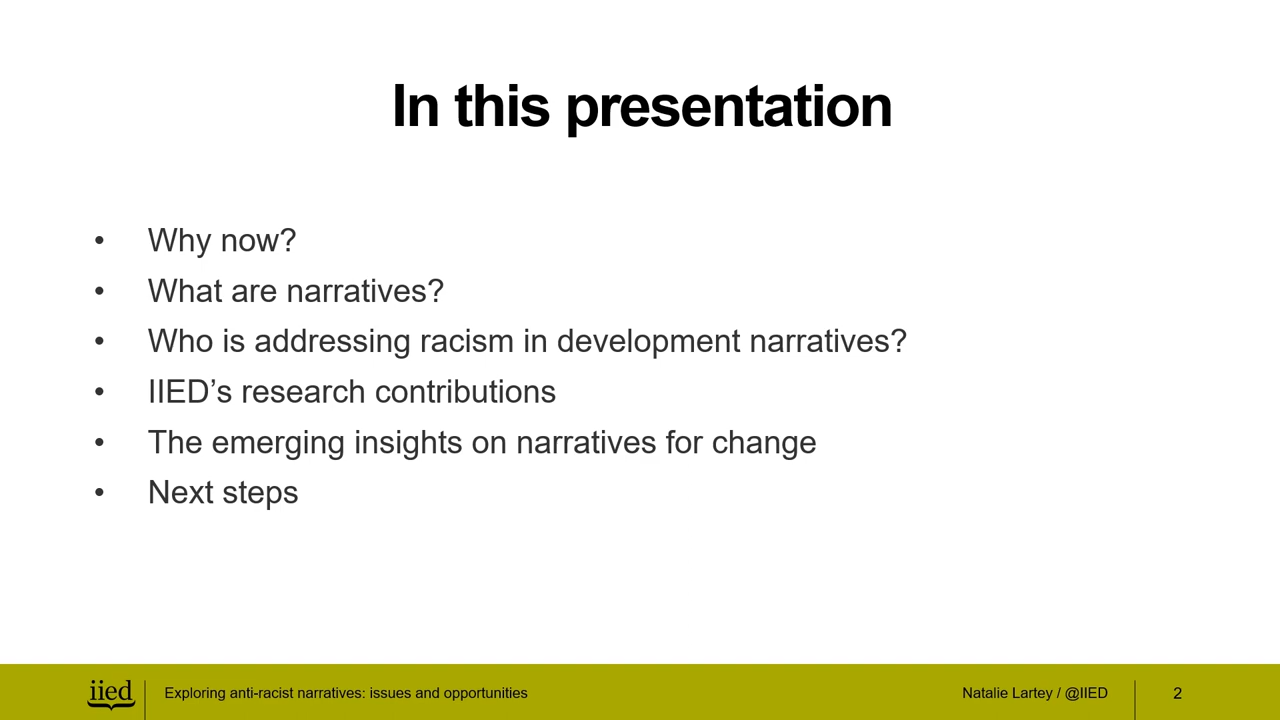 In this presentation
• Why now?
• What are narratives?
• Who is addressing racism in development narratives?
• IIED’s research contributions
• The emerging insights on narratives for change
• Next steps
iied
Exploring anti-racist narratives: issues and opportunities
Natalie Lartey / @IIED
2